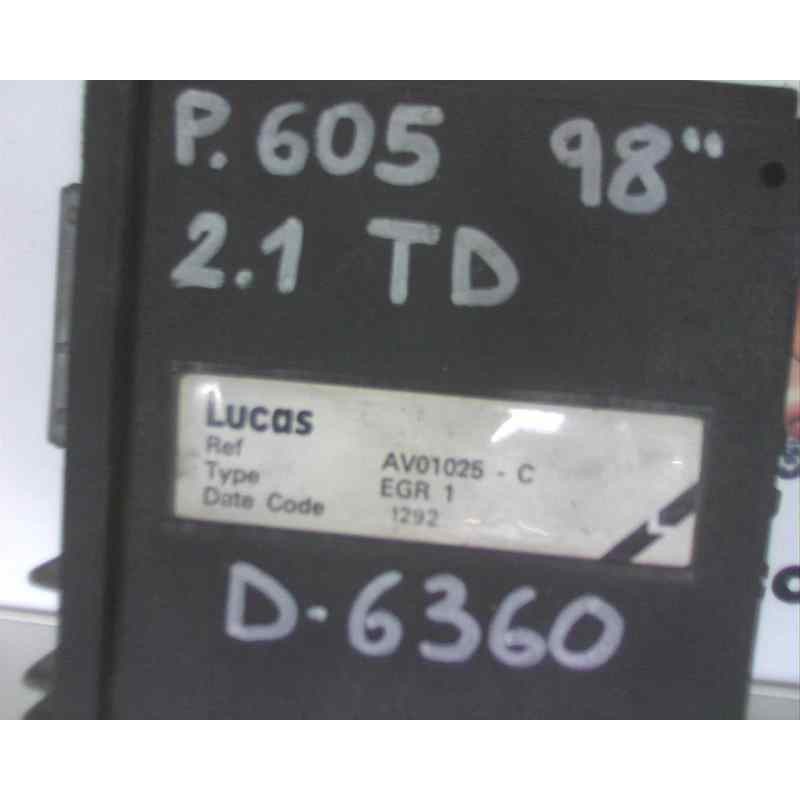 P. 605 98"
2.1 TD
Lucas
Ref AV01025 - C
Type EGR 1
Date Code 1292
D-6360